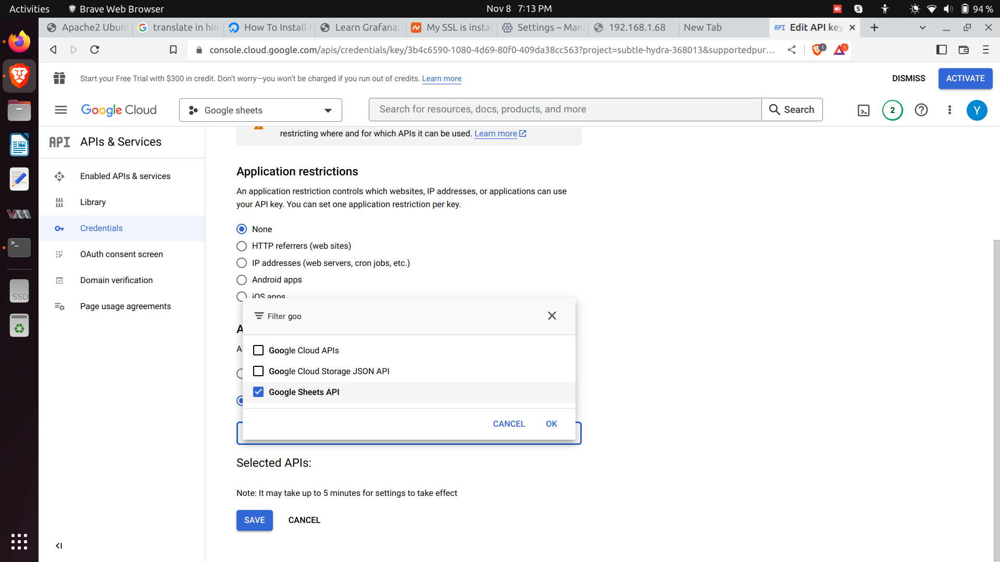 Activities
Brave Web Browser
Nov 8 7:13 PM
94 %
Apache2 Ubunt
translate in hin
How To Install
Learn Grafana:
My SSL is instal
Settings – Man
192.168.1.68
New Tab
Edit API key
console.cloud.google.com/apis/credentials/key/3b4c6590-1080-4d69-80f0-409da38cc563?project=subtle-hydra-368013&supportedpur...
1
1
Start your Free Trial with $300 in credit. Don’t worry—you won’t be charged if you run out of credits. Learn more
DISMISS
ACTIVATE
Google Cloud
Google sheets
Search for resources, docs, products, and more
Search
2
Y
API APIs & Services
Enabled APIs & services
Library
Credentials
OAuth consent screen
Domain verification
Page usage agreements
SSD
restricting where and for which APIs it can be used. Learn more
Application restrictions
An application restriction controls which websites, IP addresses, or applications can use
your API key. You can set one application restriction per key.
None
HTTP referrers (web sites)
IP addresses (web servers, cron jobs, etc.)
Android apps
iOS apps
Filter goo
Google Cloud APIs
Google Cloud Storage JSON API
Google Sheets API
CANCEL
OK
Selected APIs:
Note: It may take up to 5 minutes for settings to take effect
SAVE
CANCEL